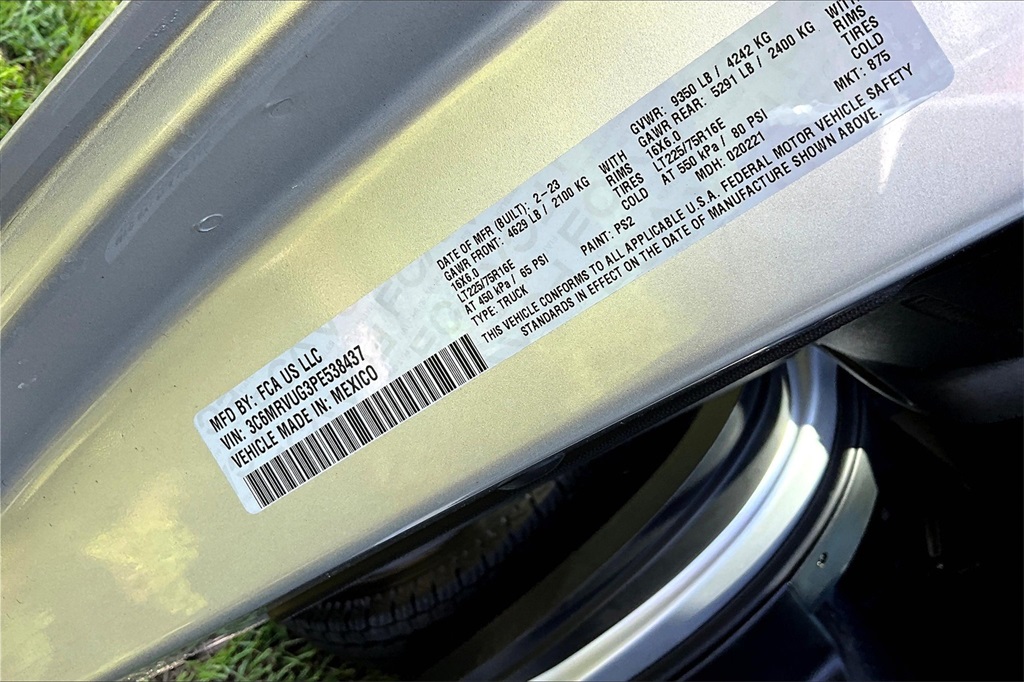 MFD BY: FCA US LLC
VIN: 3C6MRVUG3PE538437
VEHICLE MADE IN: MEXICO
DATE OF MFR (BUILT): 2-23 GVWR: 9350 LB / 4242 KG
GAWR FRONT: 4629 LB / 2100 KG WITH GAWR REAR: 5291 LB / 2400 KG WITH
16X6.0 RIMS 16X6.0 RIMS
LT225/75R16E TIRES LT225/75R16E TIRES
AT 450 kPa / 65 PSI COLD AT 550 kPa / 80 PSI COLD
TYPE: TRUCK PAINT: PS2 MDH: 020221 MKT: 875
THIS VEHICLE CONFORMS TO ALL APPLICABLE U.S.A. FEDERAL MOTOR VEHICLE SAFETY
STANDARDS IN EFFECT ON THE DATE OF MANUFACTURE SHOWN ABOVE.